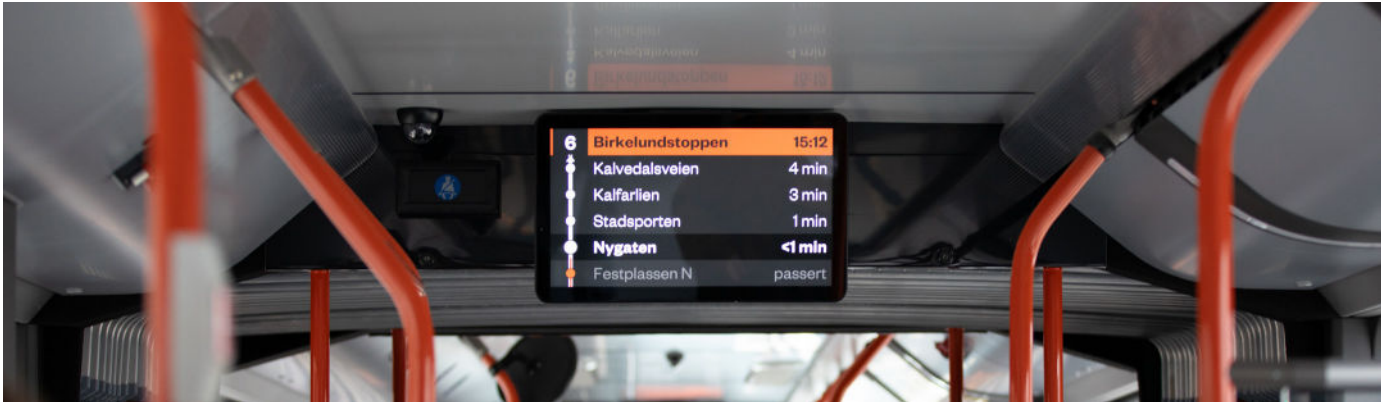 6 Birkelundstoppen 15:12
Kalvedalsveien 4 min
Kalfarlien 3 min
Stadsporten 1 min
Nygaten <1 min
Festplassen N passert